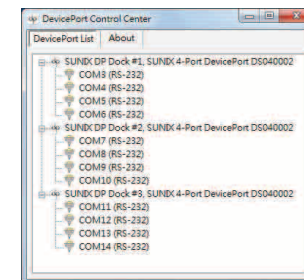 DevicePort Control Center
DevicePort List
About
SUNIX DP Dock #1, SUNIX 4-Port DevicePort DS040002
COM3 (RS-232)
COM4 (RS-232)
COM5 (RS-232)
COM6 (RS-232)
SUNIX DP Dock #2, SUNIX 4-Port DevicePort DS040002
COM7 (RS-232)
COM8 (RS-232)
COM9 (RS-232)
COM10 (RS-232)
SUNIX DP Dock #3, SUNIX 4-Port DevicePort DS040002
COM11 (RS-232)
COM12 (RS-232)
COM13 (RS-232)
COM14 (RS-232)